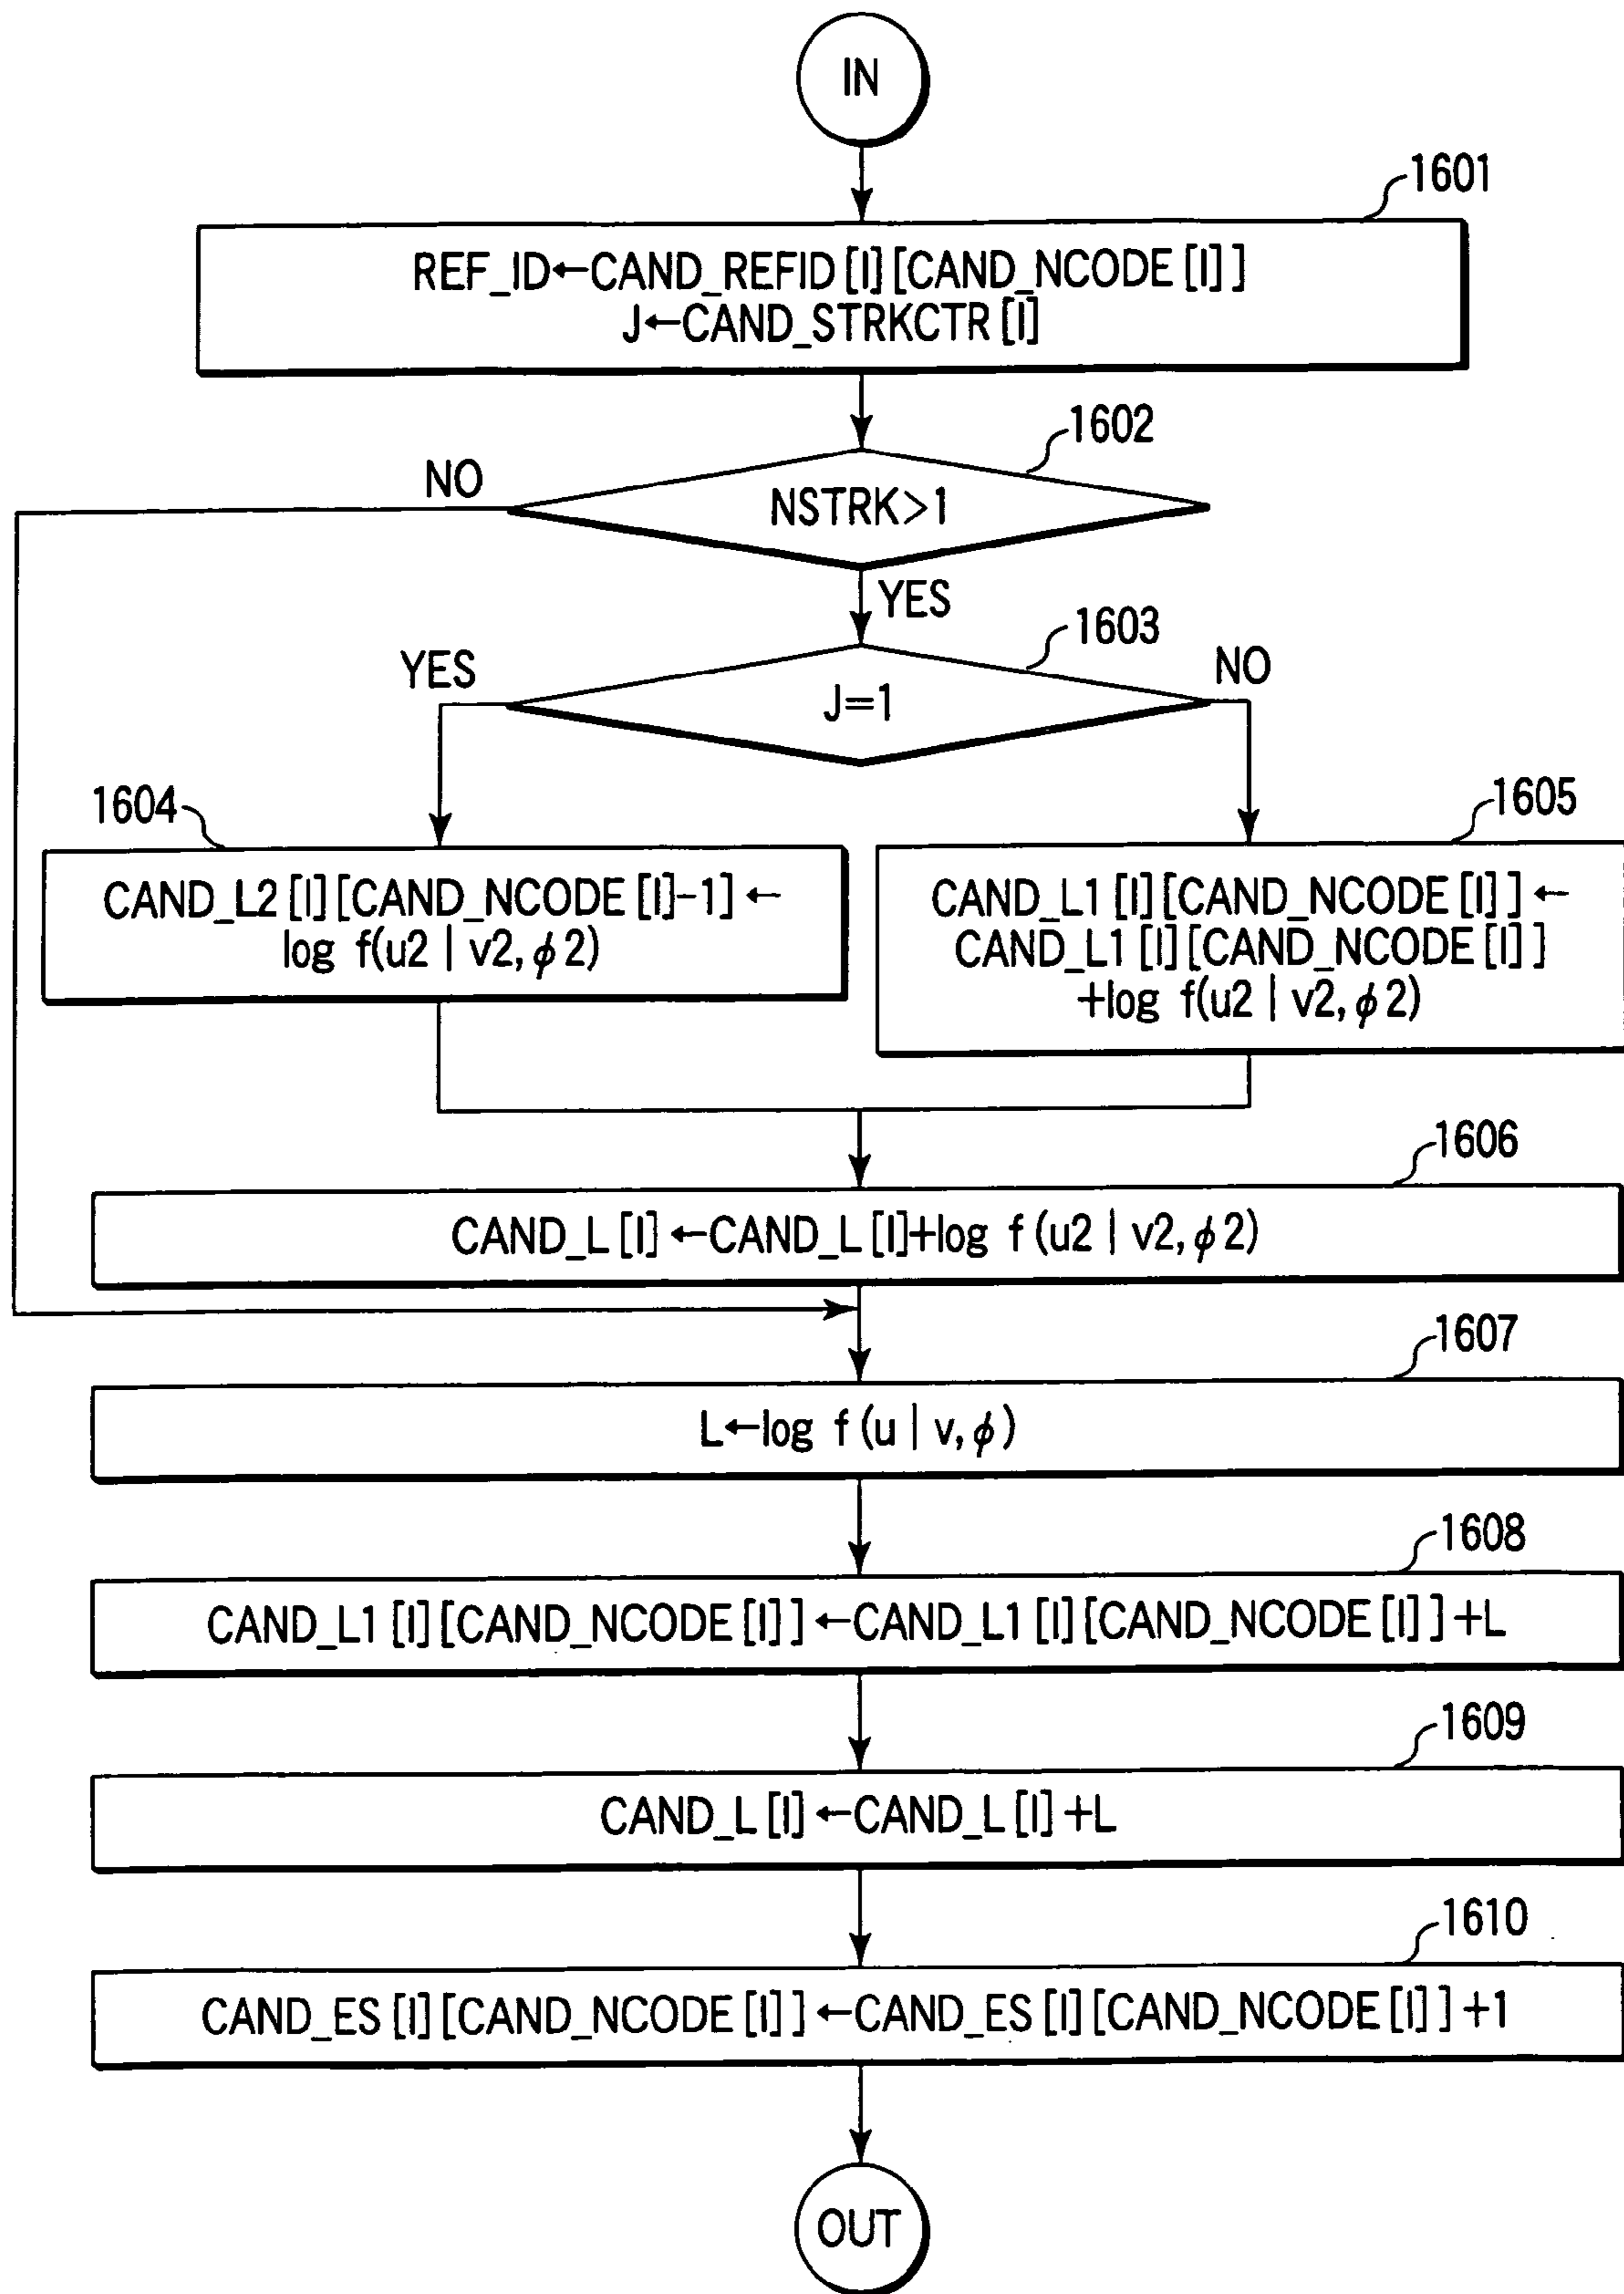 IN
1601
REF_ID←CAND_REFID[I][CAND_NCODE[I]]
J←CAND_STRKCTR[I]
1602
NO
NSTRK>1
YES
1603
YES
NO
J=1
1604
1605
CAND_L2[I][CAND_NCODE[I]-1]←
log f(u2 | v2, ϕ2)
CAND_L1[I][CAND_NCODE[I]]←
CAND_L1[I][CAND_NCODE[I]]
+log f(u2 | v2, ϕ2)
1606
CAND_L[I]←CAND_L[I]+log f(u2 | v2, ϕ2)
1607
L←log f(u | v, ϕ)
1608
CAND_L1[I][CAND_NCODE[I]]←CAND_L1[I][CAND_NCODE[I]]+L
1609
CAND_L[I]←CAND_L[I]+L
1610
CAND_ES[I][CAND_NCODE[I]]←CAND_ES[I][CAND_NCODE[I]]+1
OUT